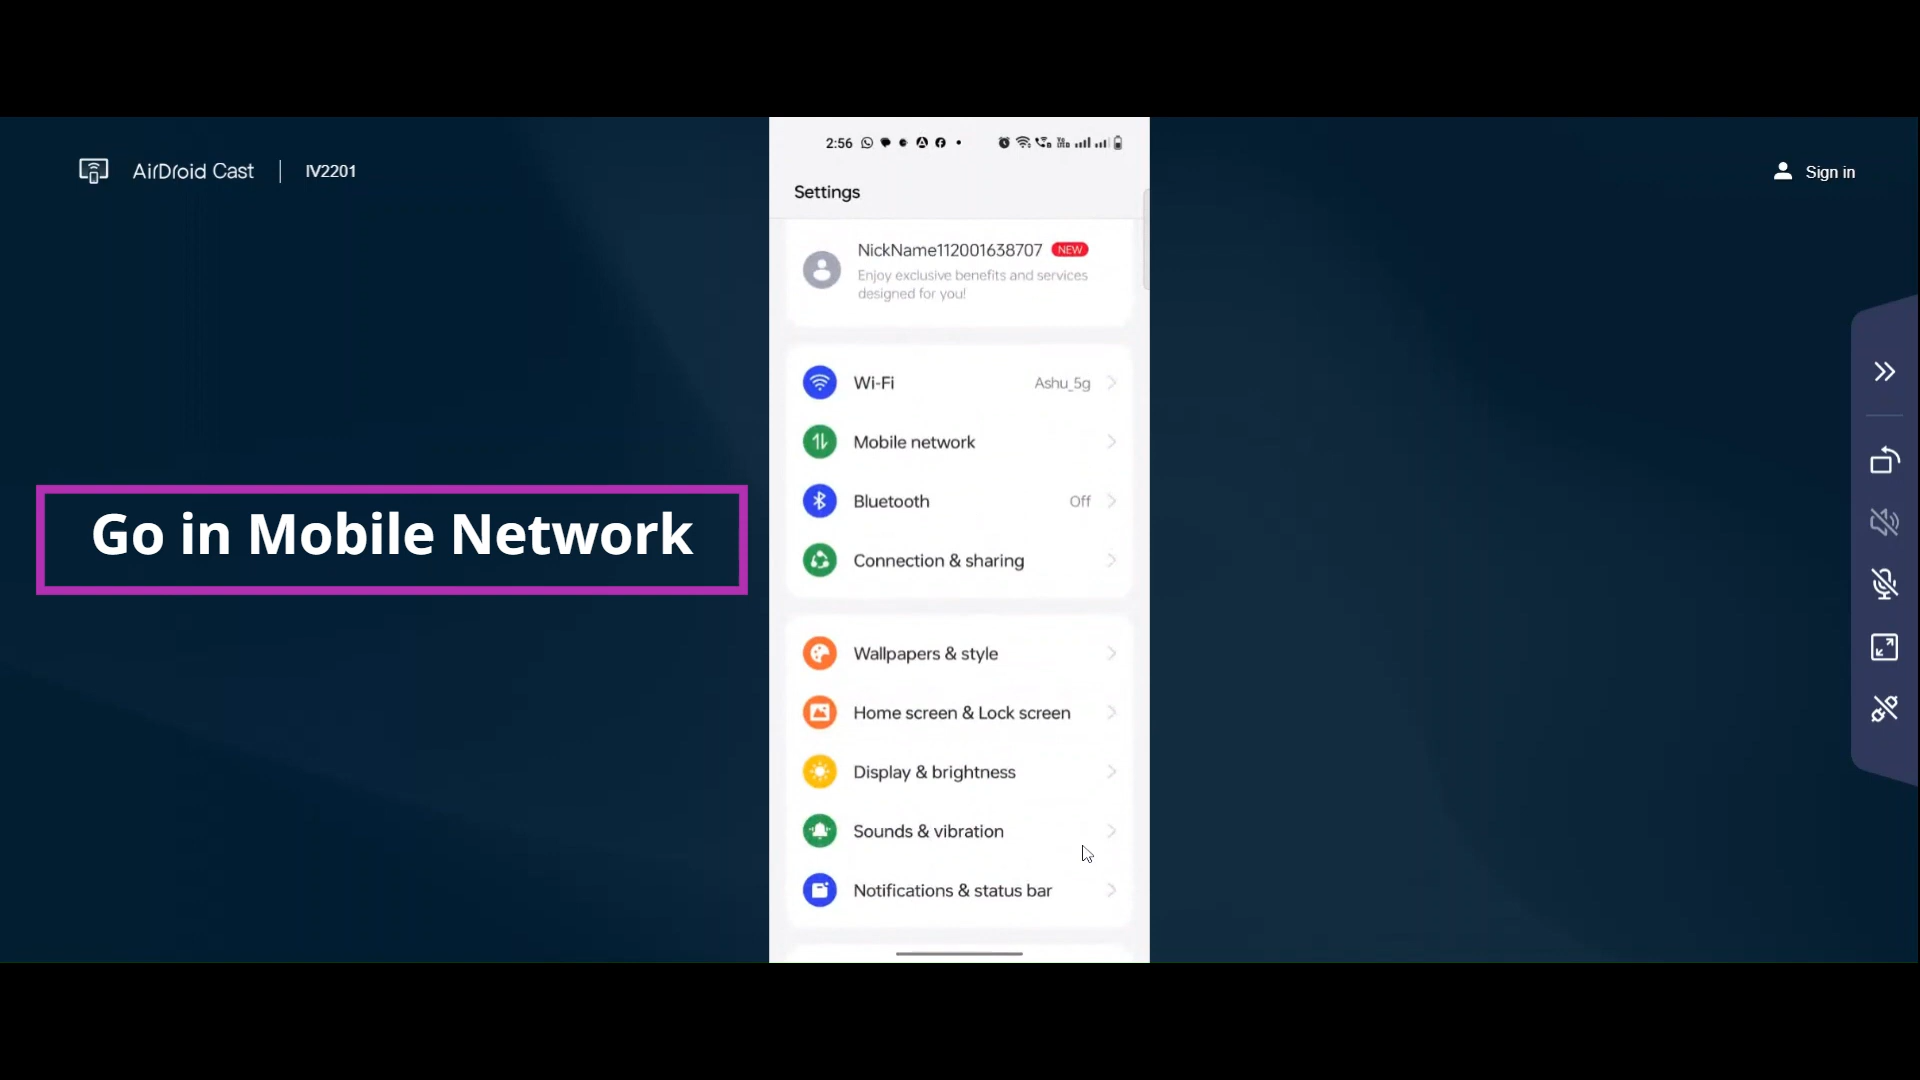 2:56
AirDroid Cast | IV2201
Sign in
Settings
NickName112001638707 NEW
Enjoy exclusive benefits and services
designed for you!
Wi-Fi Ashu_5g
Mobile network
Bluetooth Off
Connection & sharing
Go in Mobile Network
Wallpapers & style
Home screen & Lock screen
Display & brightness
Sounds & vibration
Notifications & status bar